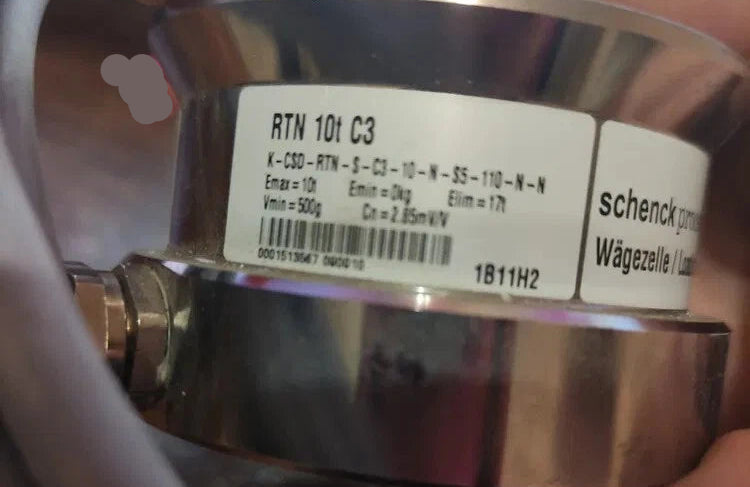 RTN 10t C3
K-CSD-RTN-S-C3-10-N-S5-110-N-N
Emax=10t Emin=0kg Elim=17t
Vmin=500g Cn=2.85mV/V
1B11H2
schenck
Wägezelle /